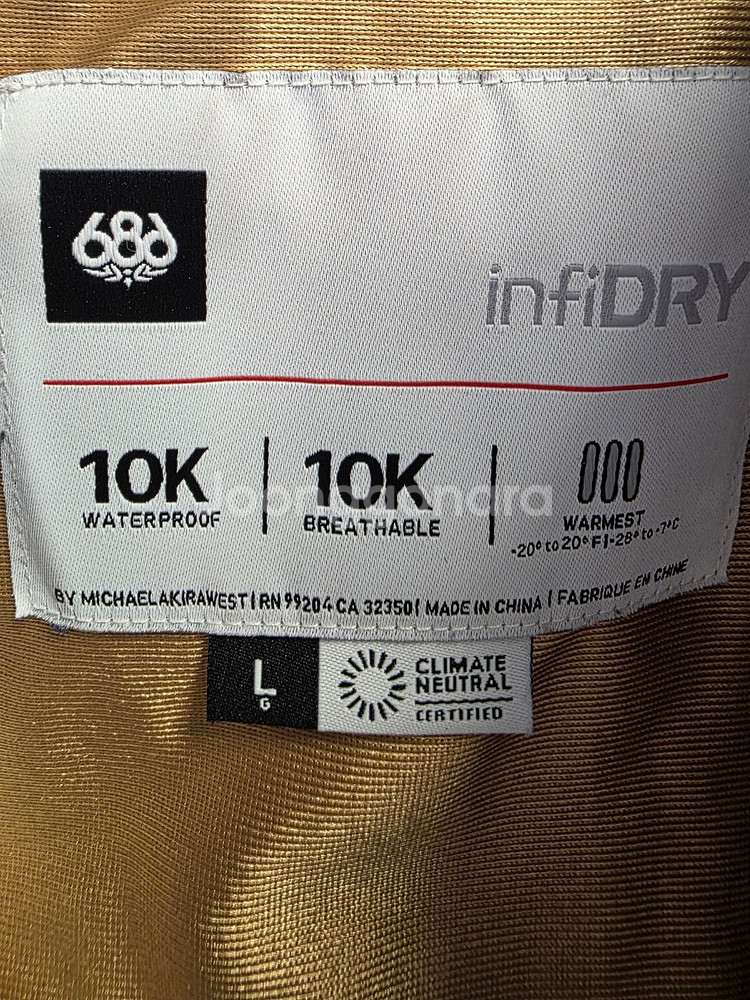 686
infiDRY
10K
WATERPROOF
10K
BREATHABLE
WARMEST
-20° to 20° F | -28° to -7° C
BY MICHAELAKIRAWEST | RN 99204 CA 32350 | MADE IN CHINA | FABRIQUE EN CHINE
L
G
CLIMATE
NEUTRAL
CERTIFIED